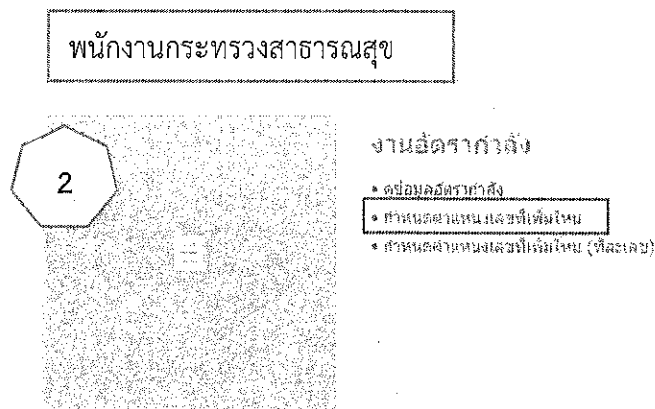 พนักงานกระทรวงสาธารณสุข
2
งานอัตรากำลัง
• ดูข้อมูลอัตรากำลัง
• กำหนดตำแหน่งเลขที่เพิ่มใหม่
• กำหนดตำแหน่งเลขที่เพิ่มใหม่ (ทีละเลข)